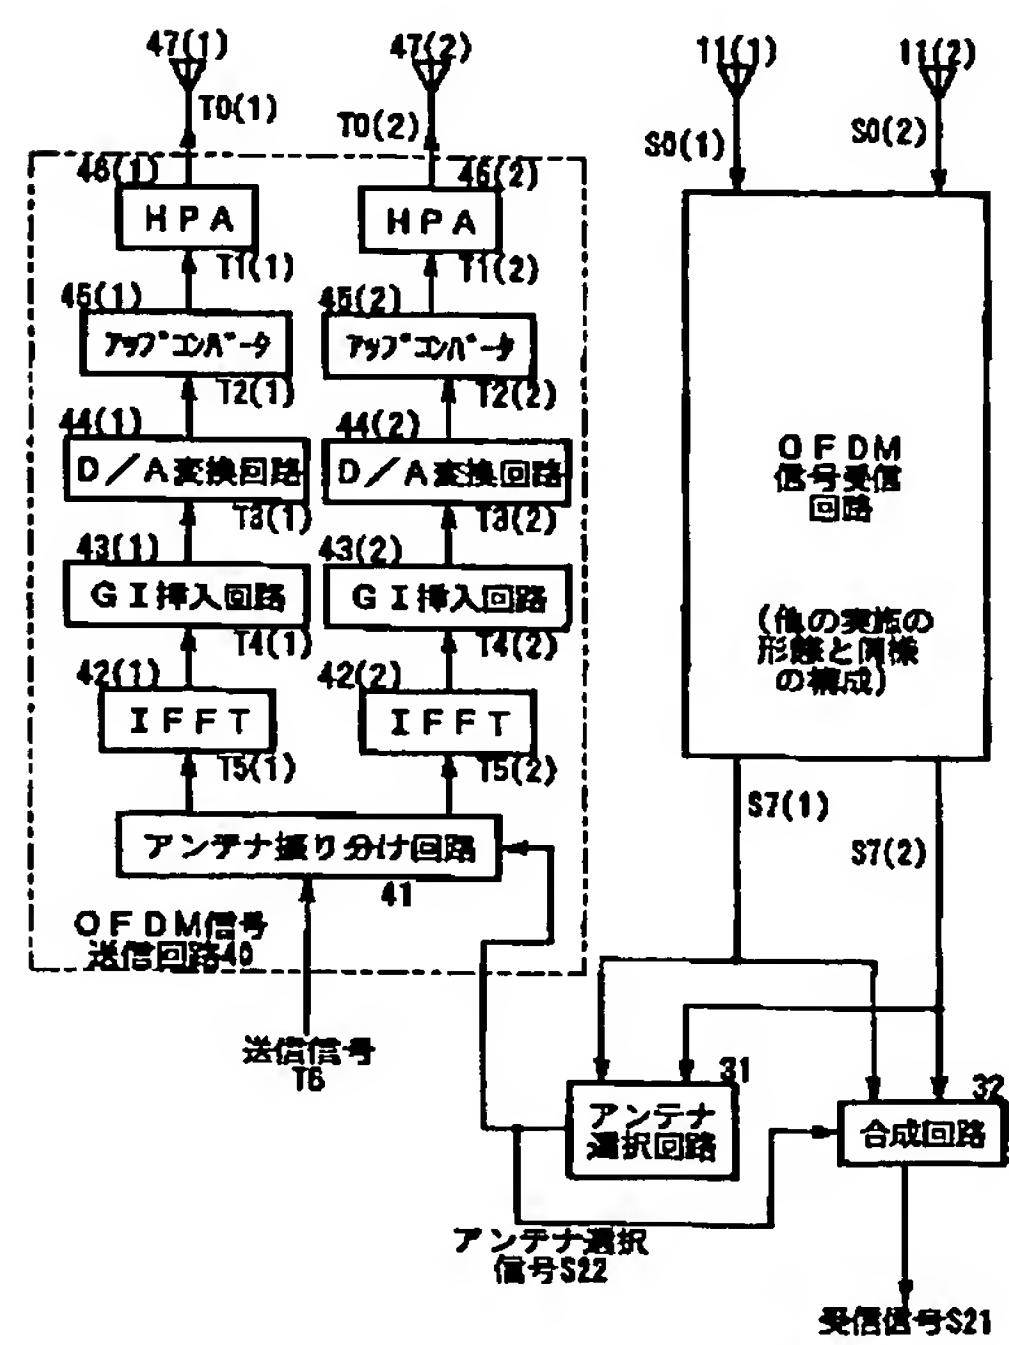 47(1)
47(2)
11(1)
11(2)
T0(1)
T0(2)
S0(1)
S0(2)
46(1)
46(2)
HPA
HPA
T1(1)
T1(2)
45(1)
45(2)
アップコンバータ
アップコンバータ
T2(1)
T2(2)
44(1)
44(2)
D/A変換回路
D/A変換回路
T3(1)
T3(2)
OFDM
信号受信
回路
43(1)
43(2)
GI挿入回路
GI挿入回路
(他の実施の
形態と同様
の構成)
T4(1)
T4(2)
42(1)
42(2)
IFFT
IFFT
T5(1)
T5(2)
S7(1)
S7(2)
アンテナ振り分け回路
41
OFDM信号
送信回路40
送信信号
T6
31
アンテナ
選択回路
32
合成回路
アンテナ選択
信号S22
受信信号S21